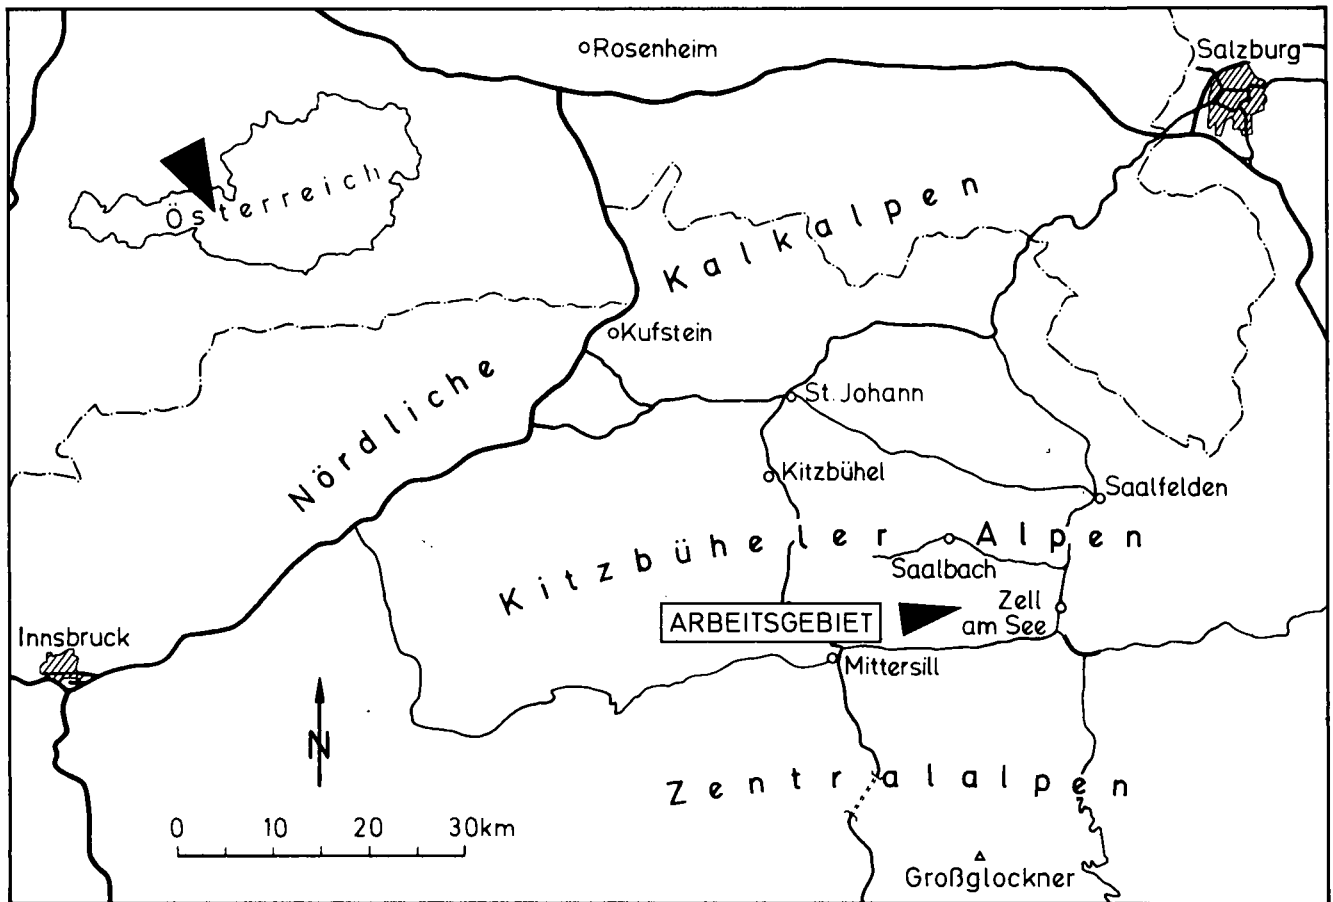 Rosenheim
Salzburg
Österreich
Kalkalpen
Kufstein
Nördliche
St. Johann
Kitzbühel
Saalfelden
Kitzbüheler Alpen
Saalbach
Zell
am See
ARBEITSGEBIET
Innsbruck
Mittersill
N
Zentralalpen
0 10 20 30km
Großglockner